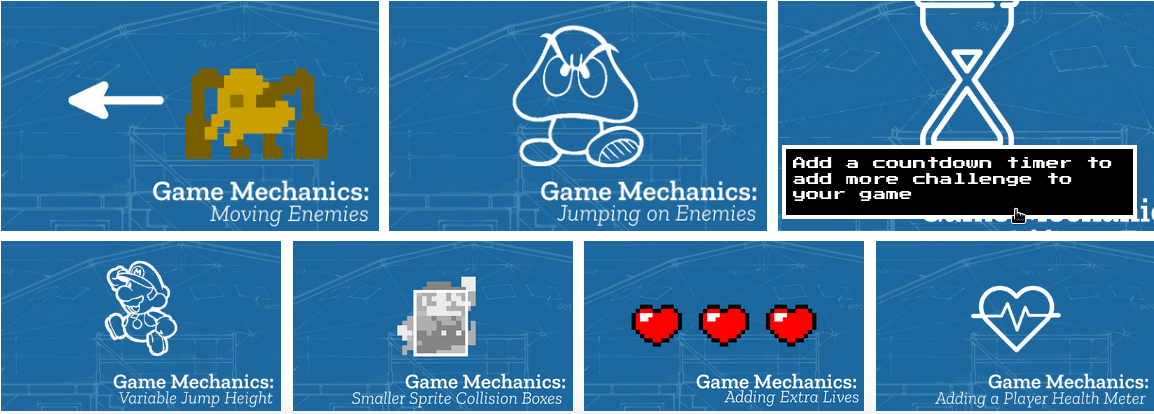 Game Mechanics:
Moving Enemies
Game Mechanics:
Jumping on Enemies
Add a countdown timer to
add more challenge to
your game
Game Mechanics:
Variable Jump Height
Game Mechanics:
Smaller Sprite Collision Boxes
Game Mechanics:
Adding Extra Lives
Game Mechanics:
Adding a Player Health Meter